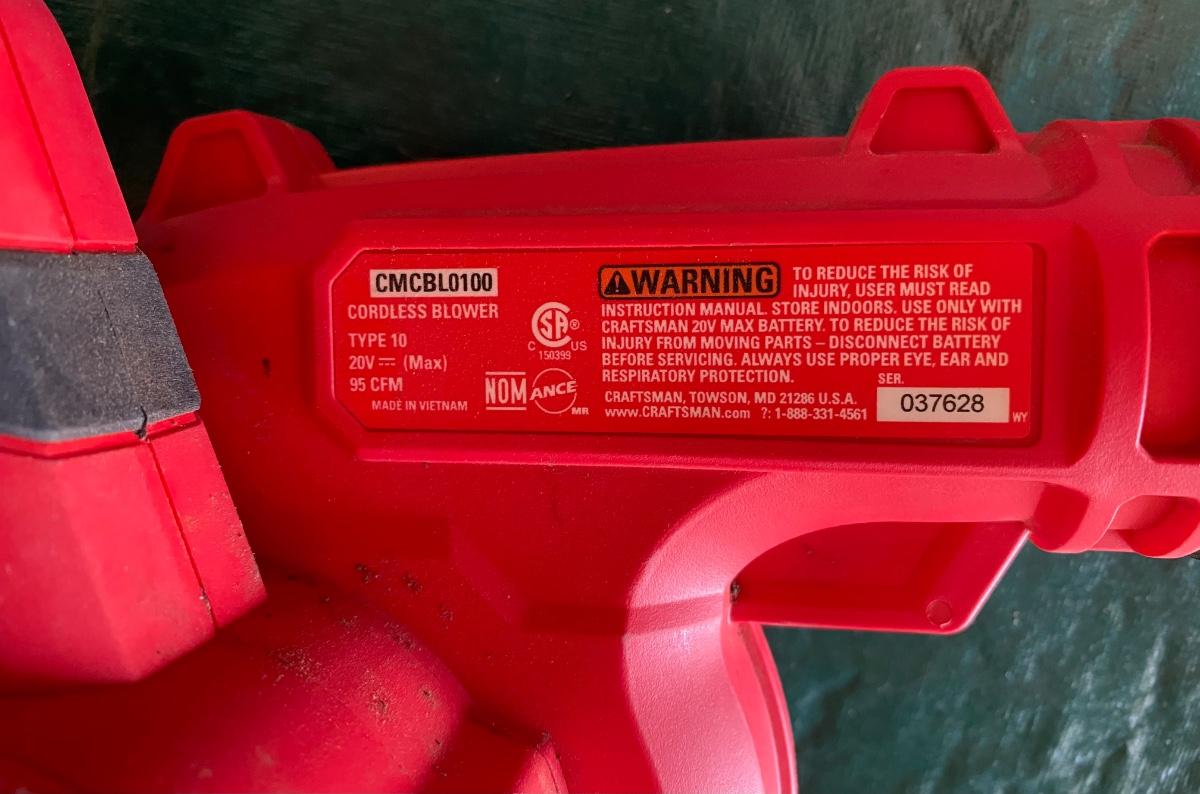 CMCBL0100
CORDLESS BLOWER
TYPE 10
20V ⎓ (Max)
95 CFM
MADE IN VIETNAM
SA®
C US
150399
NOM
ANCE
MR
⚠WARNING TO REDUCE THE RISK OF
INJURY, USER MUST READ
INSTRUCTION MANUAL. STORE INDOORS. USE ONLY WITH
CRAFTSMAN 20V MAX BATTERY. TO REDUCE THE RISK OF
INJURY FROM MOVING PARTS – DISCONNECT BATTERY
BEFORE SERVICING. ALWAYS USE PROPER EYE, EAR AND
RESPIRATORY PROTECTION.
CRAFTSMAN, TOWSON, MD 21286 U.S.A.
www.CRAFTSMAN.com ?: 1-888-331-4561
SER.
037628
WY